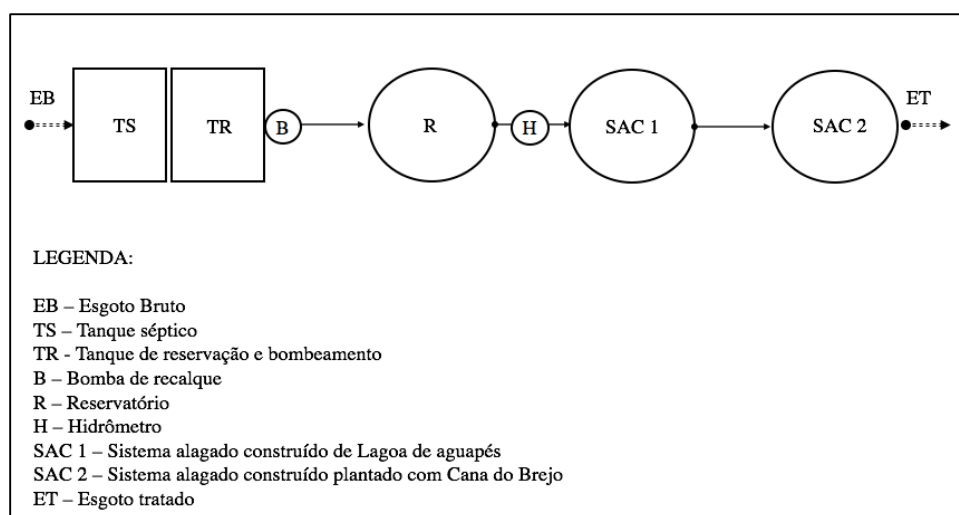 EB
TS
TR
B
R
H
SAC 1
SAC 2
ET
LEGENDA:
EB – Esgoto Bruto
TS – Tanque séptico
TR - Tanque de reservação e bombeamento
B – Bomba de recalque
R – Reservatório
H – Hidrômetro
SAC 1 – Sistema alagado construído de Lagoa de aguapés
SAC 2 – Sistema alagado construído plantado com Cana do Brejo
ET – Esgoto tratado